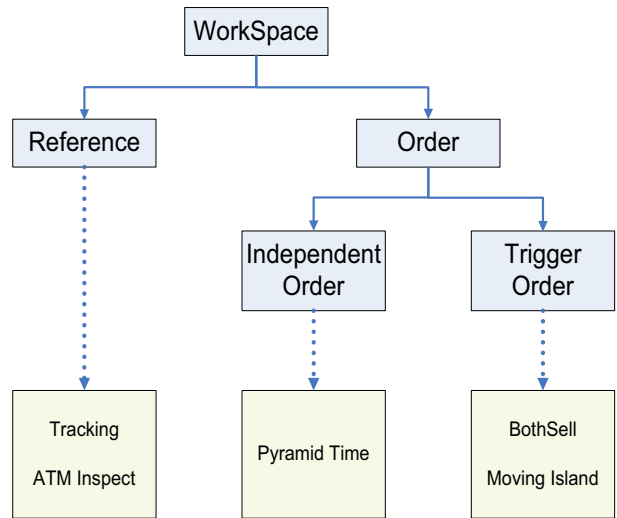 WorkSpace
Reference
Order
Independent
Order
Trigger
Order
Tracking
ATM Inspect
Pyramid Time
BothSell
Moving Island